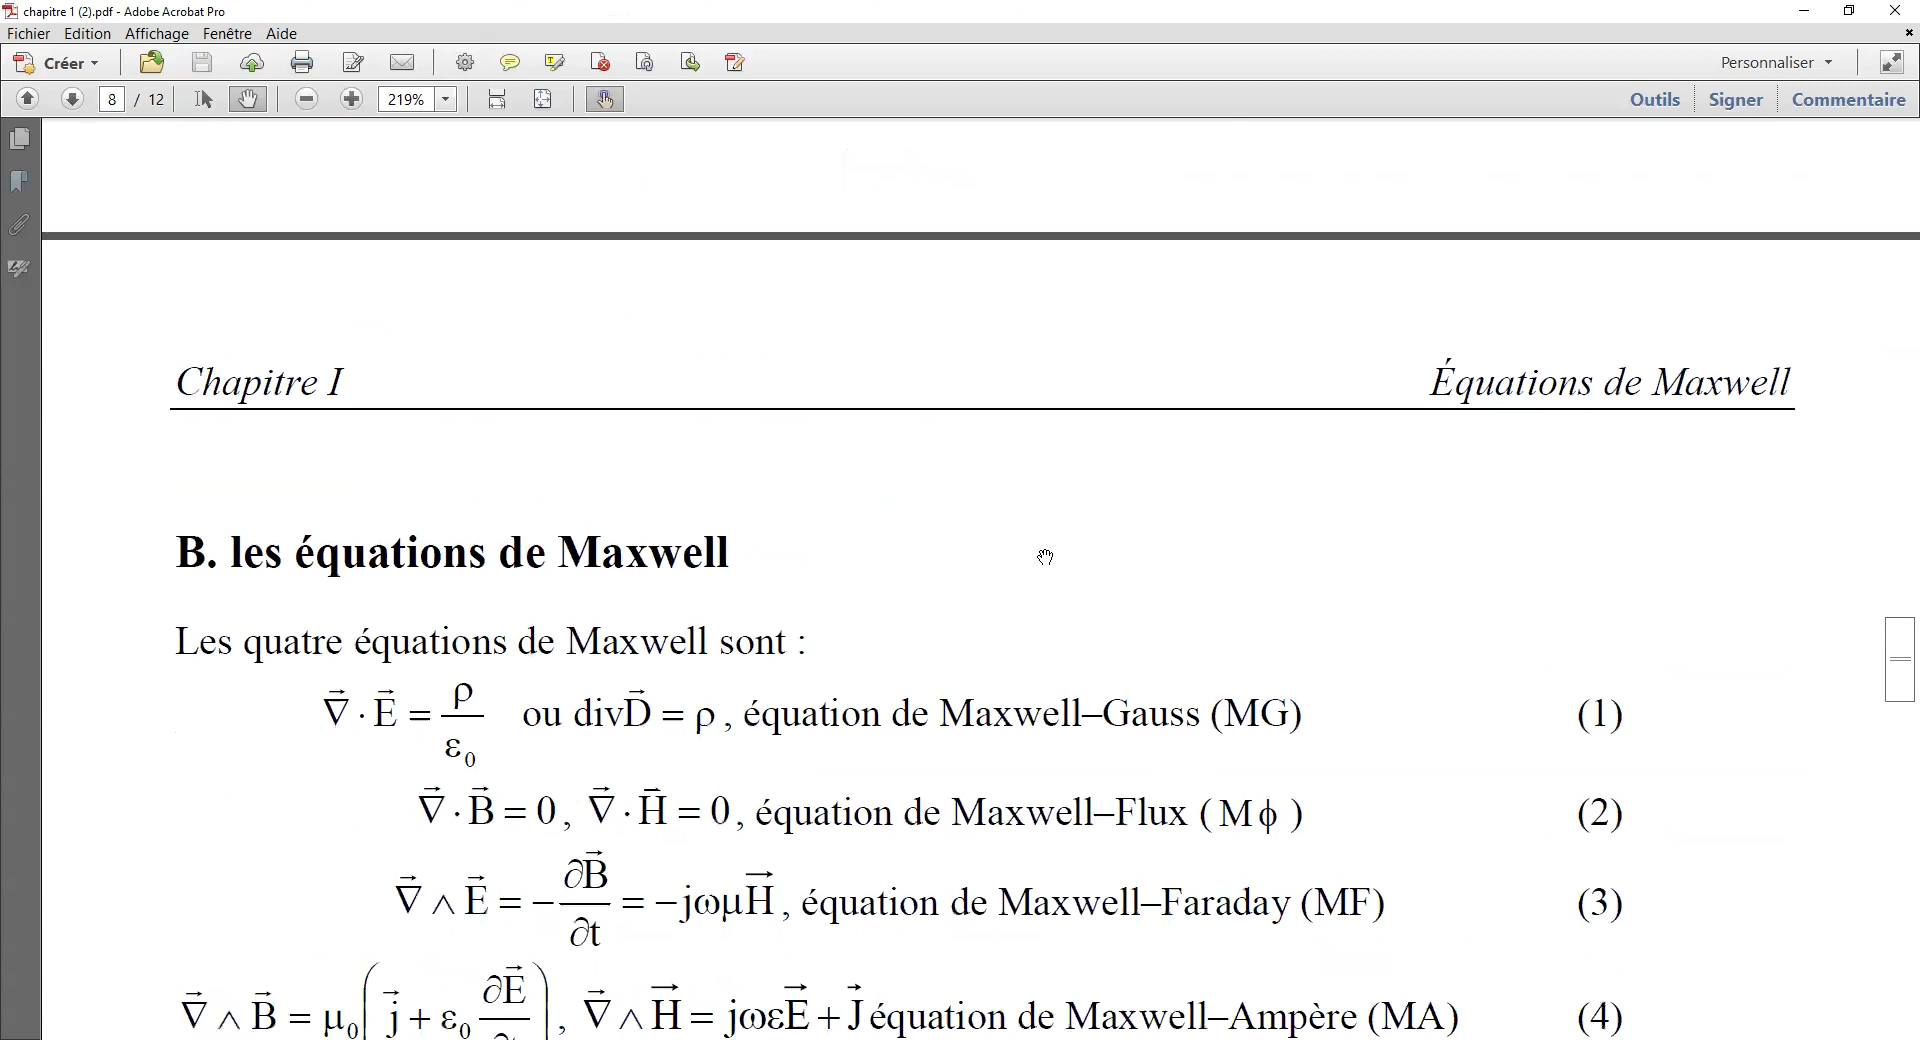 chapitre 1 (2).pdf - Adobe Acrobat Pro
Fichier Edition Affichage Fenêtre Aide
Créer Personnaliser
8 / 12 219% Outils Signer Commentaire
Chapitre I Équations de Maxwell
B. les équations de Maxwell
Les quatre équations de Maxwell sont :
∇⃗ · E⃗ = ρ / ε₀ ou divD⃗ = ρ , équation de Maxwell–Gauss (MG) (1)
∇⃗ · B⃗ = 0 , ∇⃗ · H⃗ = 0 , équation de Maxwell–Flux ( Mϕ ) (2)
∇⃗ ∧ E⃗ = − ∂B⃗ / ∂t = −jωμH⃗ , équation de Maxwell–Faraday (MF) (3)
∇⃗ ∧ B⃗ = μ₀( j⃗ + ε₀ ∂E⃗ / ∂t ) , ∇⃗ ∧ H⃗ = jωεE⃗ + J⃗ équation de Maxwell–Ampère (MA) (4)